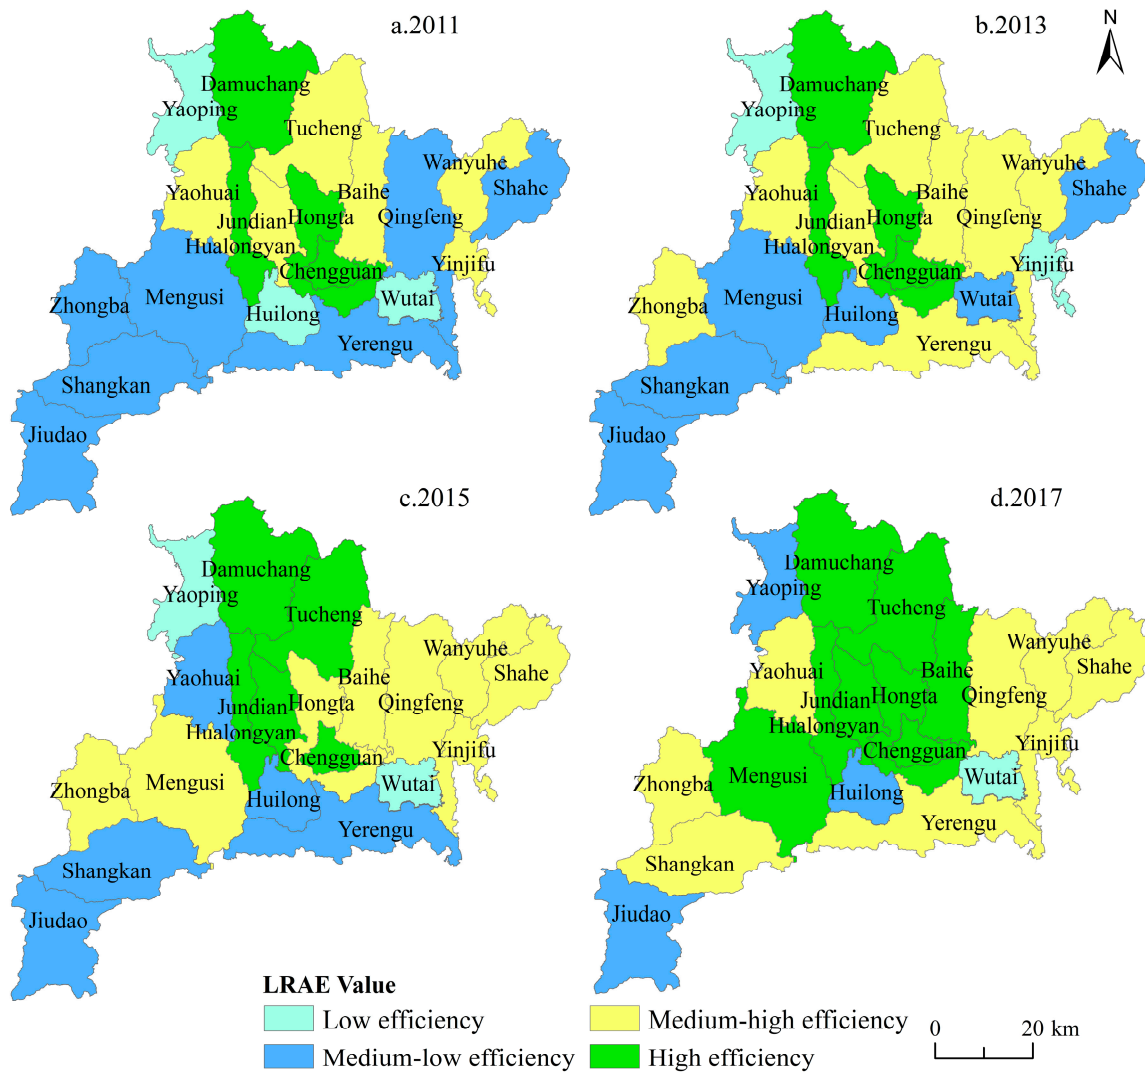 a.2011
Damuchang
Yaoping
Tucheng
Wanyuhe
Shahc
Yaohuai
Baihe
Jundian
Hongta
Qingfeng
Hualongyan
Chengguan
Yinjifu
Zhongba
Mengusi
Huilong
Wutai
Yerengu
Shangkan
Jiudao
b.2013
N
Damuchang
Yaoping
Tucheng
Wanyuhe
Shahe
Yaohuai
Baihe
Jundian
Hongta
Qingfeng
Hualongyan
Chengguan
Yinjifu
Zhongba
Mengusi
Huilong
Wutai
Yerengu
Shangkan
Jiudao
c.2015
Damuchang
Yaoping
Tucheng
Wanyuhe
Shahe
Yaohuai
Baihe
Jundian
Hongta
Qingfeng
Hualongyan
Chengguan
Yinjifu
Zhongba
Mengusi
Huilong
Wutai
Yerengu
Shangkan
Jiudao
d.2017
Damuchang
Yaoping
Tucheng
Wanyuhe
Shahe
Yaohuai
Baihe
Jundian
Hongta
Qingfeng
Hualongyan
Chengguan
Yinjifu
Zhongba
Mengusi
Huilong
Wutai
Yerengu
Shangkan
Jiudao
LRAE Value
Low efficiency
Medium-low efficiency
Medium-high efficiency
High efficiency
0 20 km